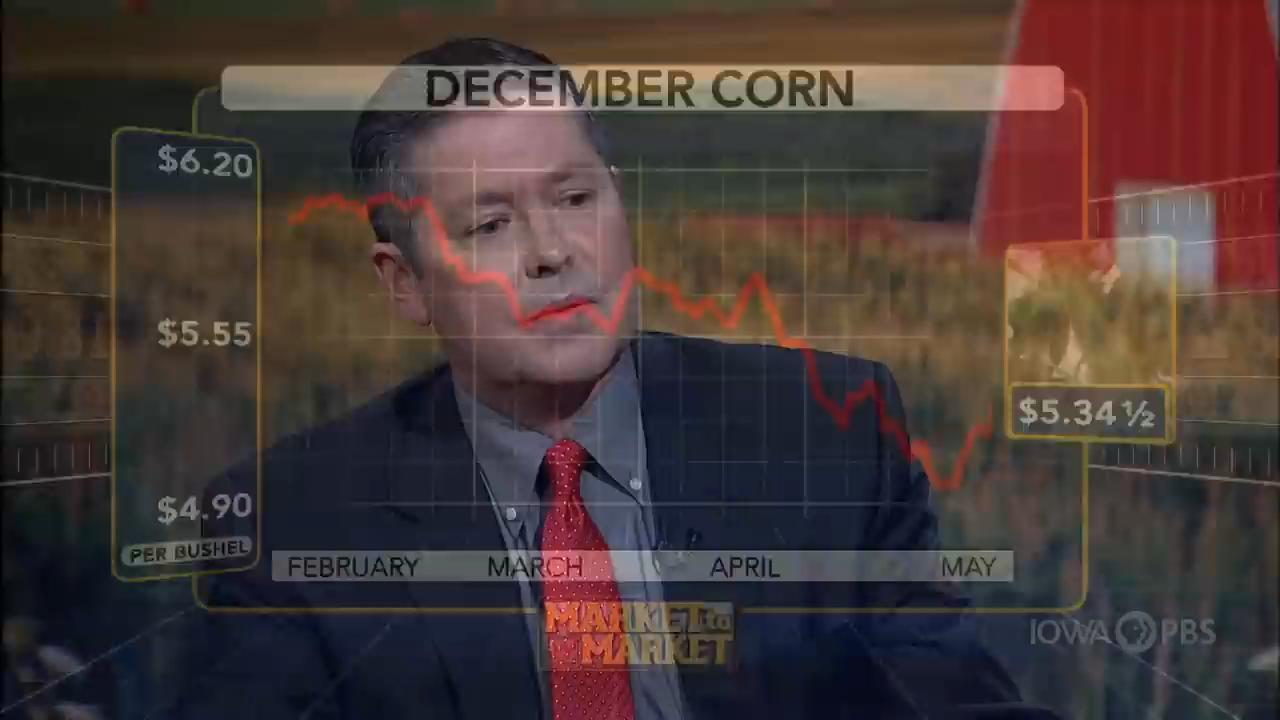 DECEMBER CORN
$6.20
$5.55
$4.90
PER BUSHEL
$5.34 ½
FEBRUARY MARCH APRIL MAY
MARKET to
MARKET
IOWA PBS